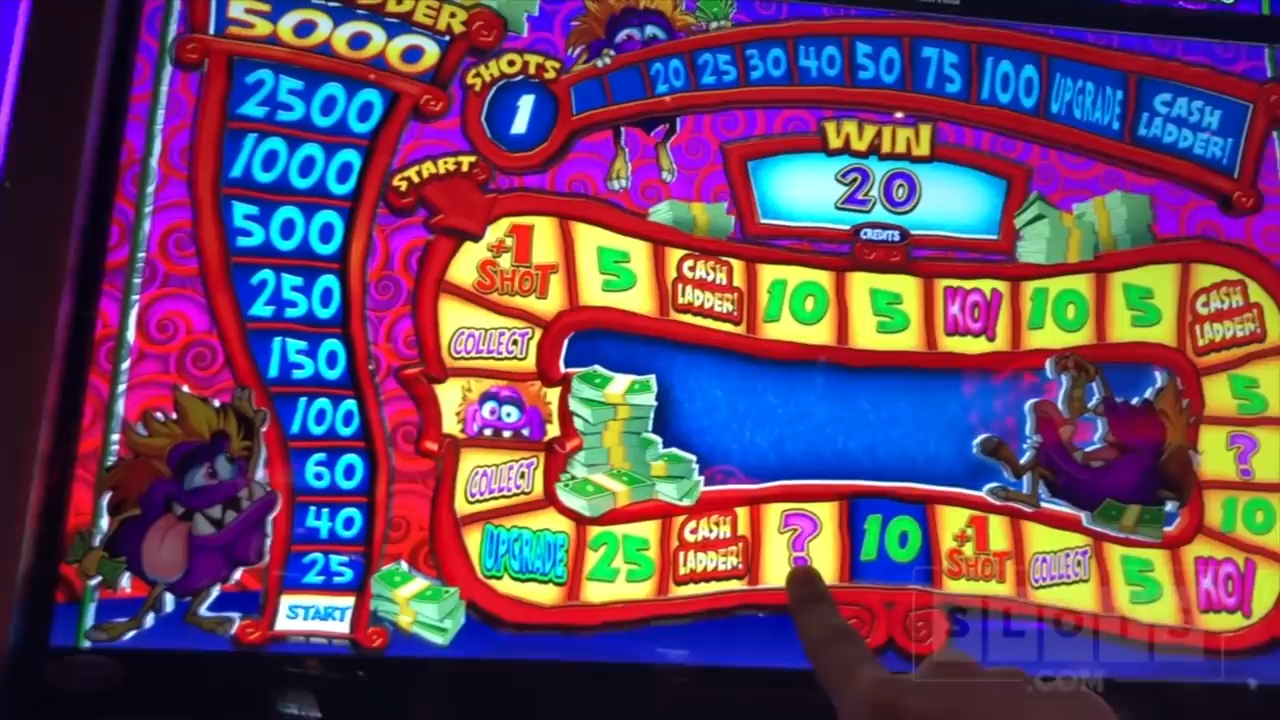 LADDER
5000
2500
1000
500
250
150
100
60
40
25
START
SHOTS
1
20 25 30 40 50 75 100 UPGRADE CASH LADDER!
WIN
20
CREDITS
START
+1 SHOT
5
CASH LADDER!
10
5
KO!
10
5
CASH LADDER!
5
?
10
KO!
5
COLLECT
+1 SHOT
10
?
CASH LADDER!
25
UPGRADE
COLLECT
COLLECT
SLOTS
.COM